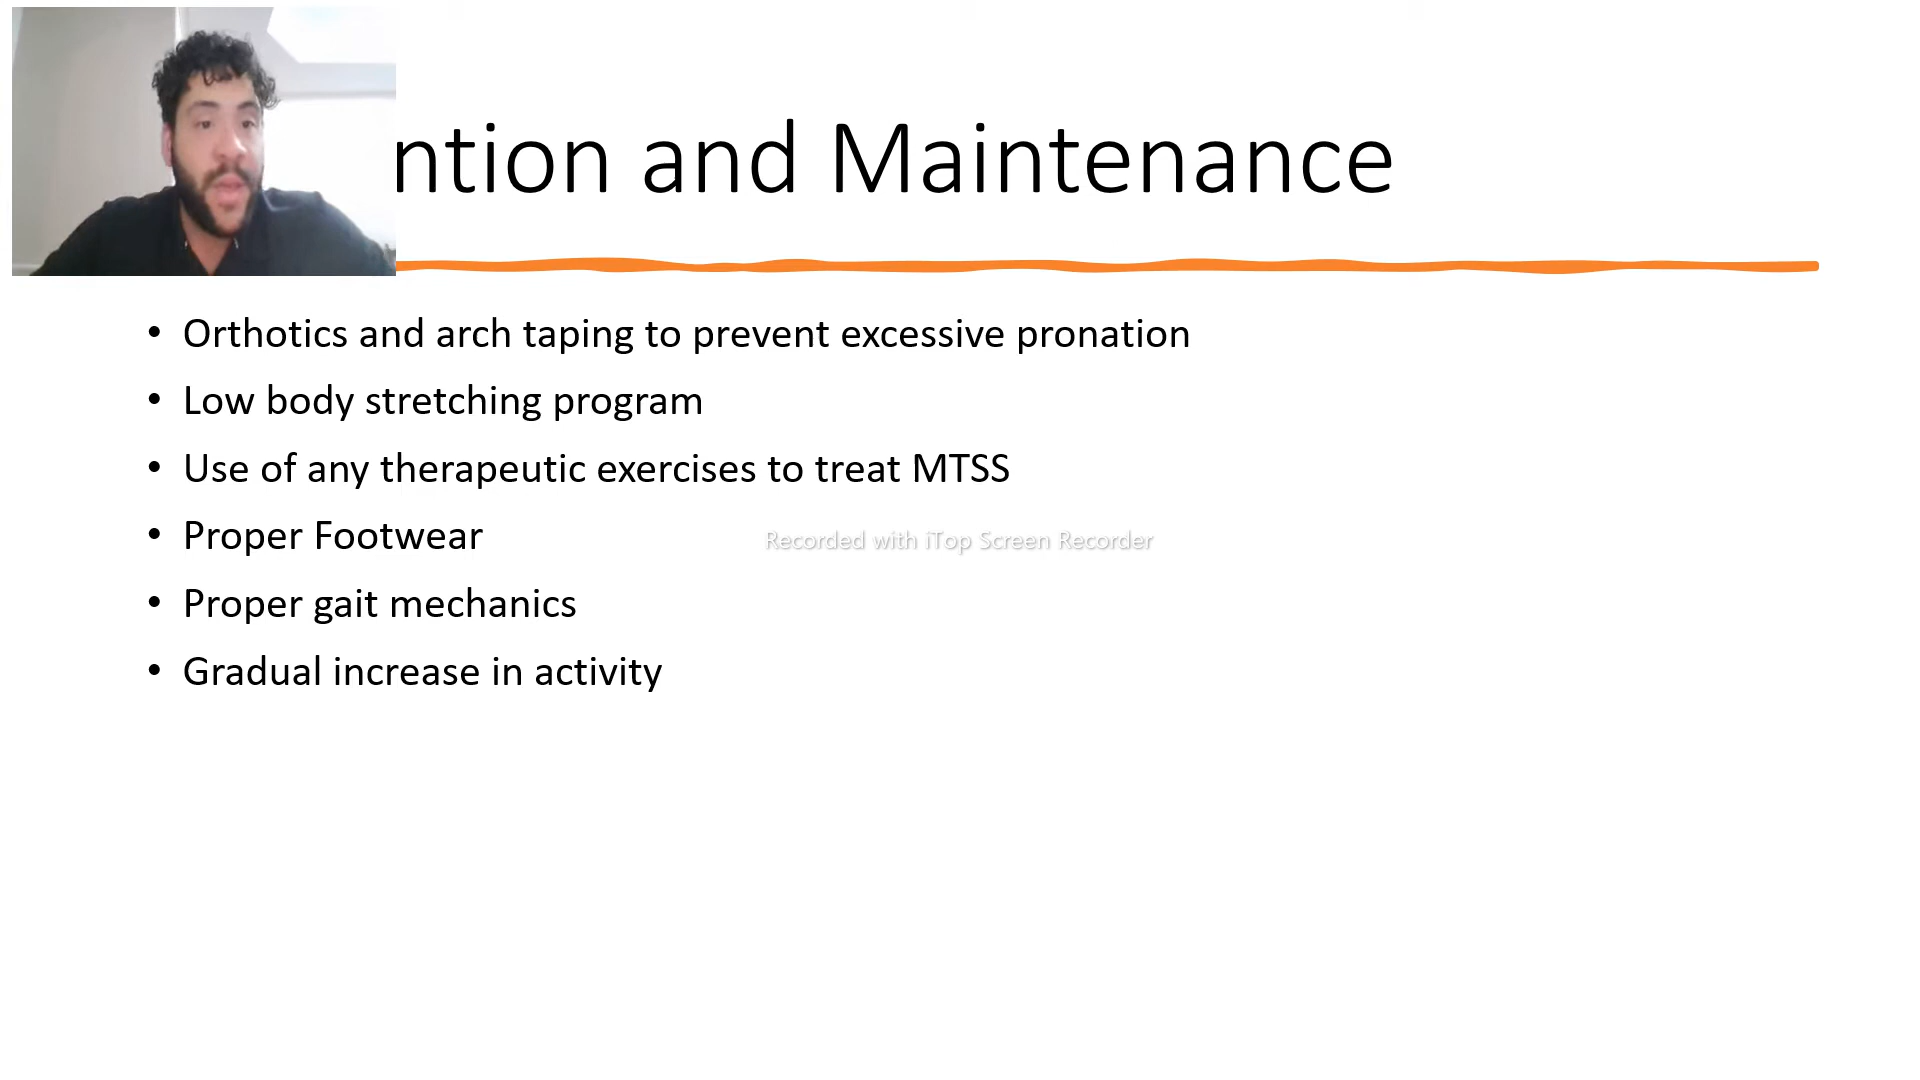 and Maintenance
• Orthotics and arch taping to prevent excessive pronation
• Low body stretching program
• Use of any therapeutic exercises to treat MTSS
• Proper Footwear
Recorded with iTop Screen Recorder
• Proper gait mechanics
• Gradual increase in activity